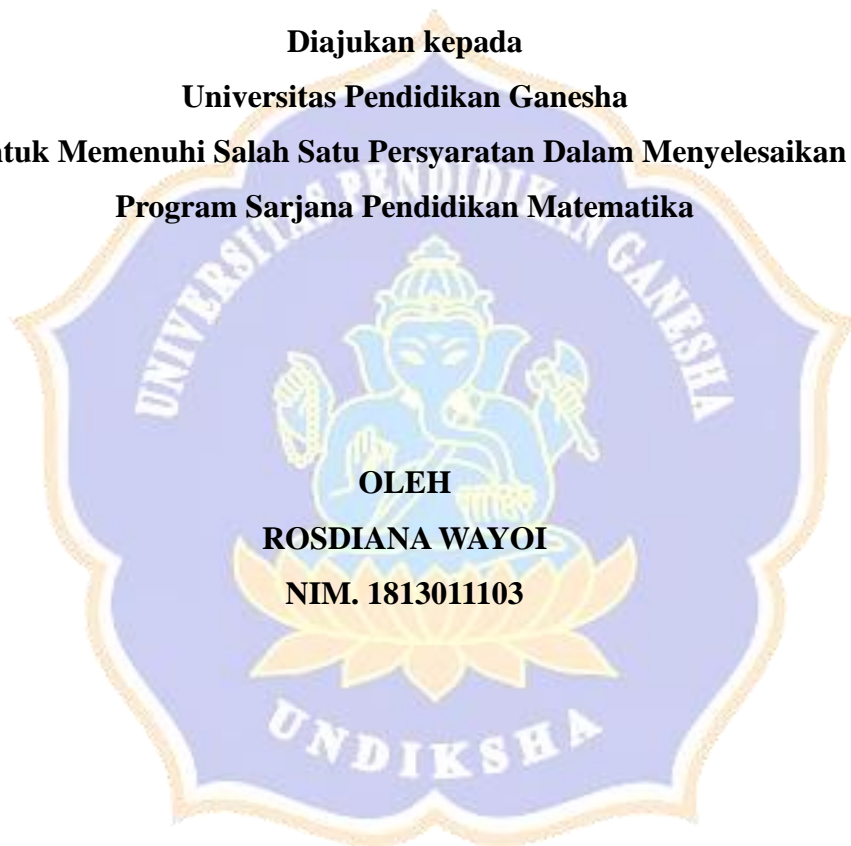 Diajukan kepada
Universitas Pendidikan Ganesha
ntuk Memenuhi Salah Satu Persyaratan Dalam Menyelesaikan
Program Sarjana Pendidikan Matematika
UNIVERSITAS PENDIDIKAN GANESHA
OLEH
ROSDIANA WAYOI
NIM. 1813011103
UNDIKSHA